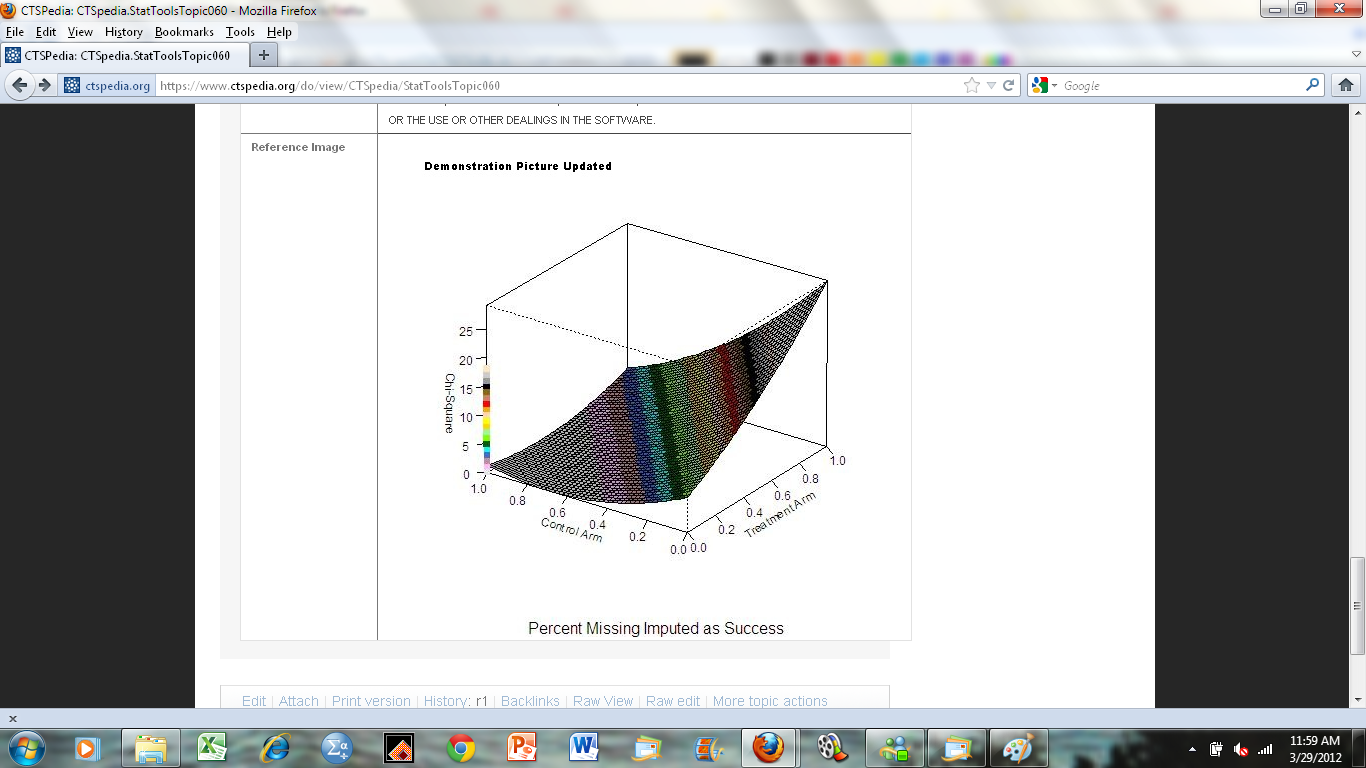 CTSPedia: CTSpedia.StatToolsTopic060 - Mozilla Firefox
File Edit View History Bookmarks Tools Help
CTSPedia: CTSpedia.StatToolsTopic060
ctspedia.org https://www.ctspedia.org/do/view/CTSpedia/StatToolsTopic060 Google
OR THE USE OR OTHER DEALINGS IN THE SOFTWARE.
Reference Image
Demonstration Picture Updated
25
20
15
10
5
0
Chi-Square
1.0
0.8
0.6
0.4
0.2
0.0
Control Arm
0.0
0.2
0.4
0.6
0.8
1.0
Treatment Arm
Percent Missing Imputed as Success
Edit | Attach | Print version | History: r1 | Backlinks | Raw View | Raw edit | More topic actions
11:59 AM
3/29/2012